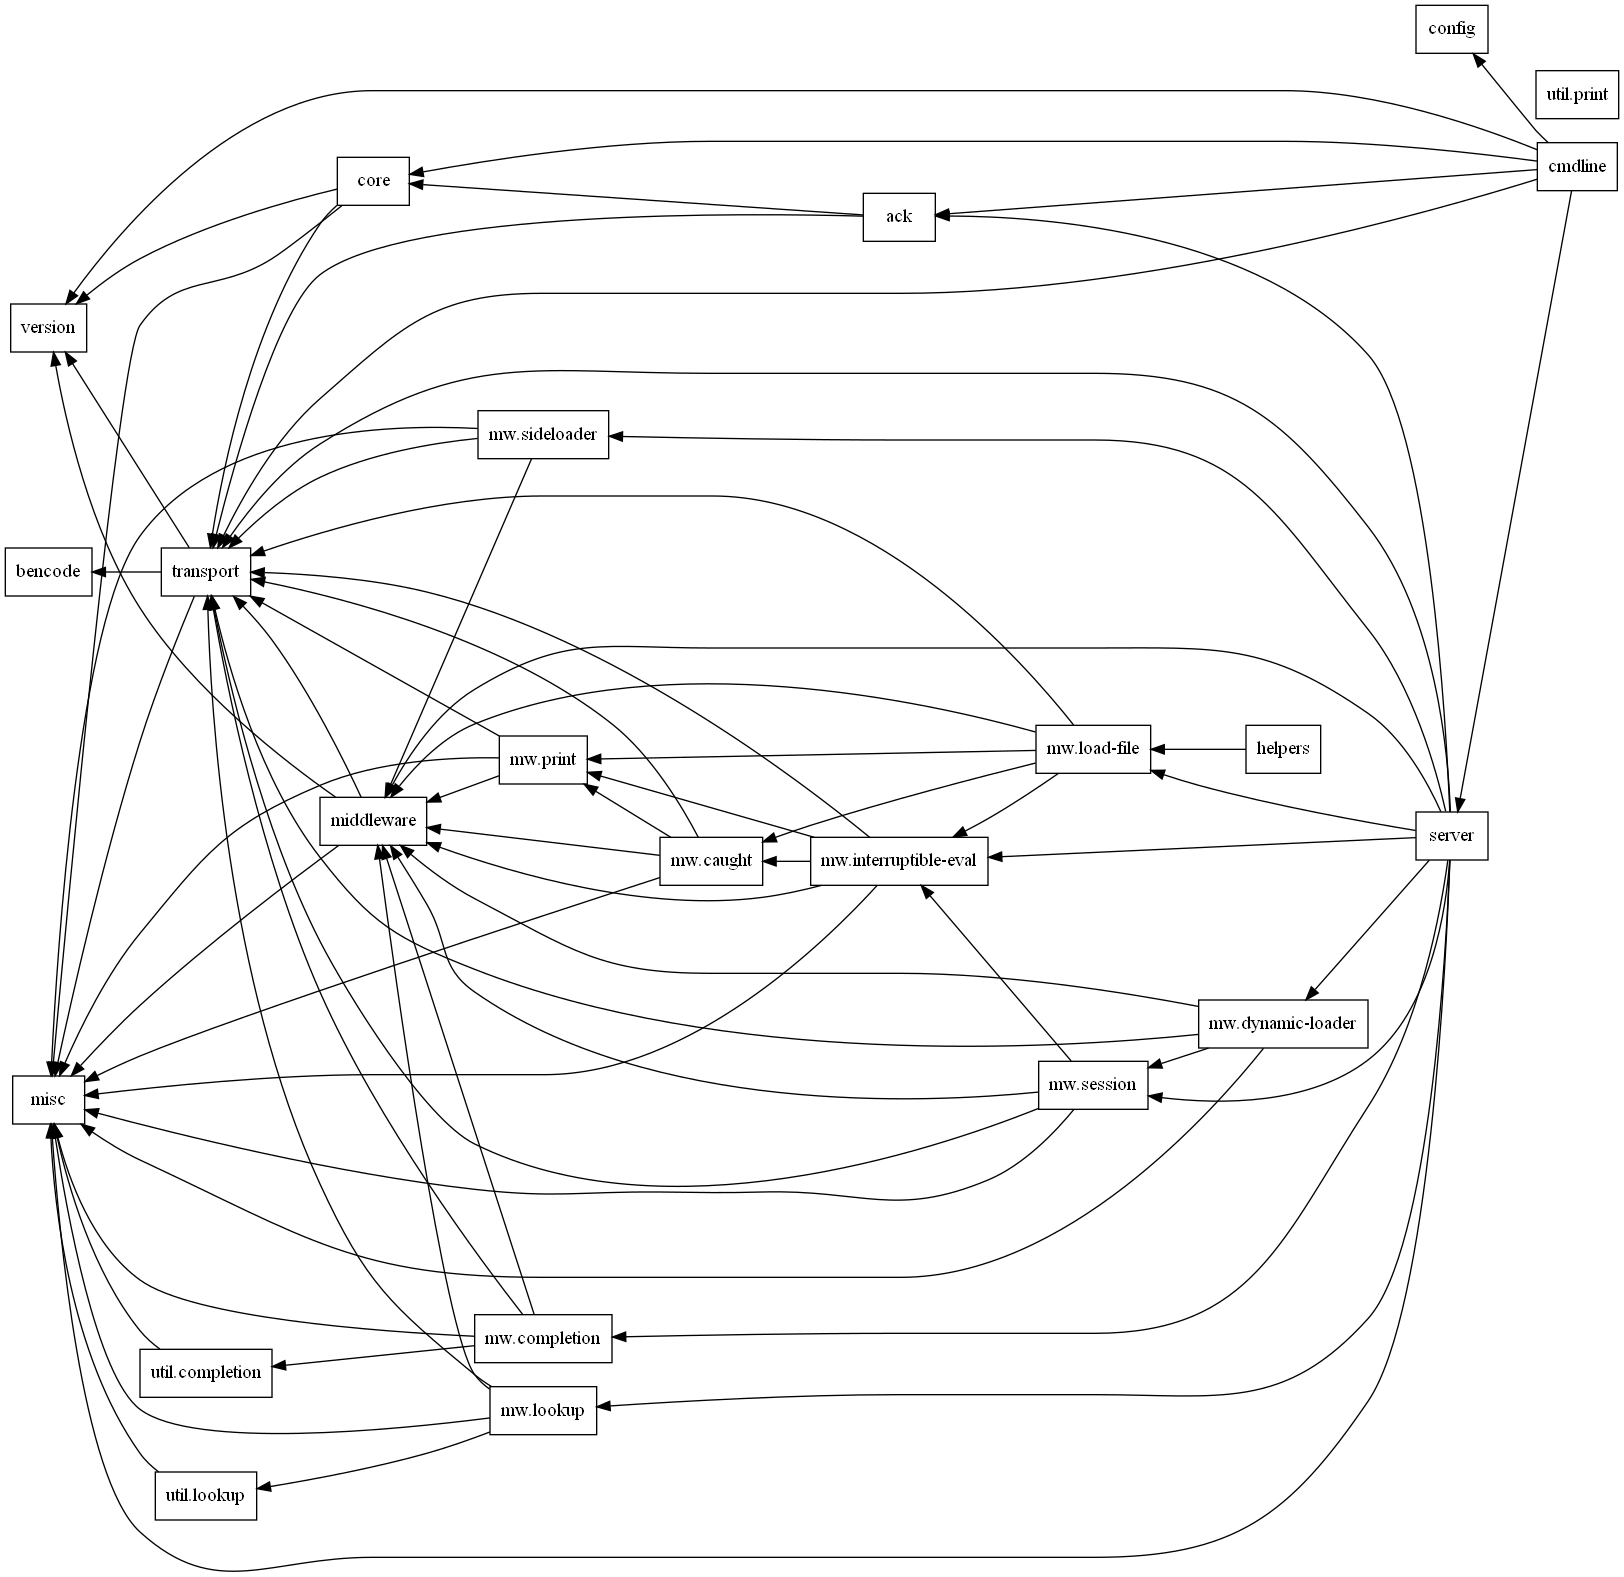 config
util.print
cmdline
core
ack
version
mw.sideloader
bencode
transport
mw.print
mw.load-file
helpers
middleware
mw.caught
mw.interruptible-eval
server
mw.dynamic-loader
mw.session
misc
mw.completion
util.completion
mw.lookup
util.lookup